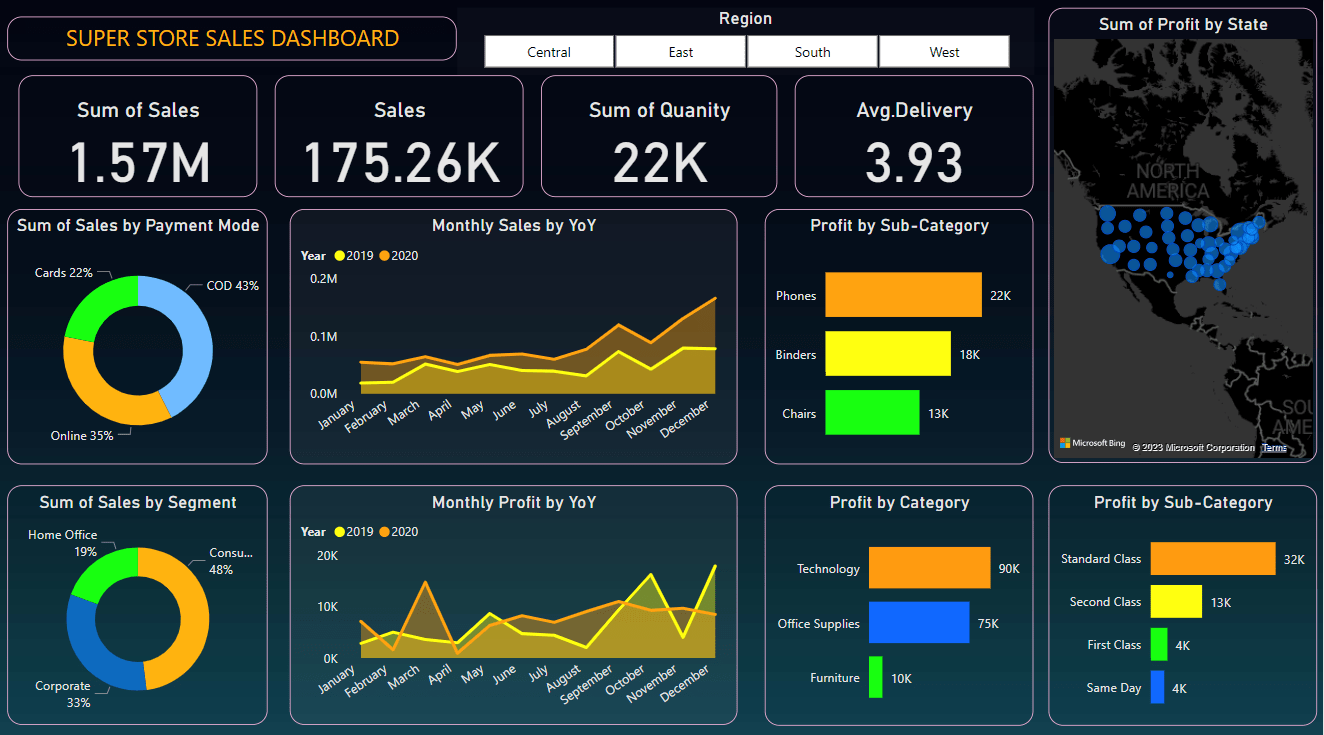 SUPER STORE SALES DASHBOARD
Region
Central
East
South
West
Sum of Sales
1.57M
Sales
175.26K
Sum of Quanity
22K
Avg.Delivery
3.93
Sum of Profit by State
NORTH
AMERICA
SOU
AME
Microsoft Bing
© 2023 Microsoft Corporation Terms
Sum of Sales by Payment Mode
Cards 22%
COD 43%
Online 35%
Monthly Sales by YoY
Year 2019 2020
0.2M
0.1M
0.0M
January
February
March
April
May
June
July
August
September
October
November
December
Profit by Sub-Category
Phones 22K
Binders 18K
Chairs 13K
Sum of Sales by Segment
Home Office
19%
Consu...
48%
Corporate
33%
Monthly Profit by YoY
Year 2019 2020
20K
10K
0K
January
February
March
April
May
June
July
August
September
October
November
December
Profit by Category
Technology 90K
Office Supplies 75K
Furniture 10K
Profit by Sub-Category
Standard Class 32K
Second Class 13K
First Class 4K
Same Day 4K